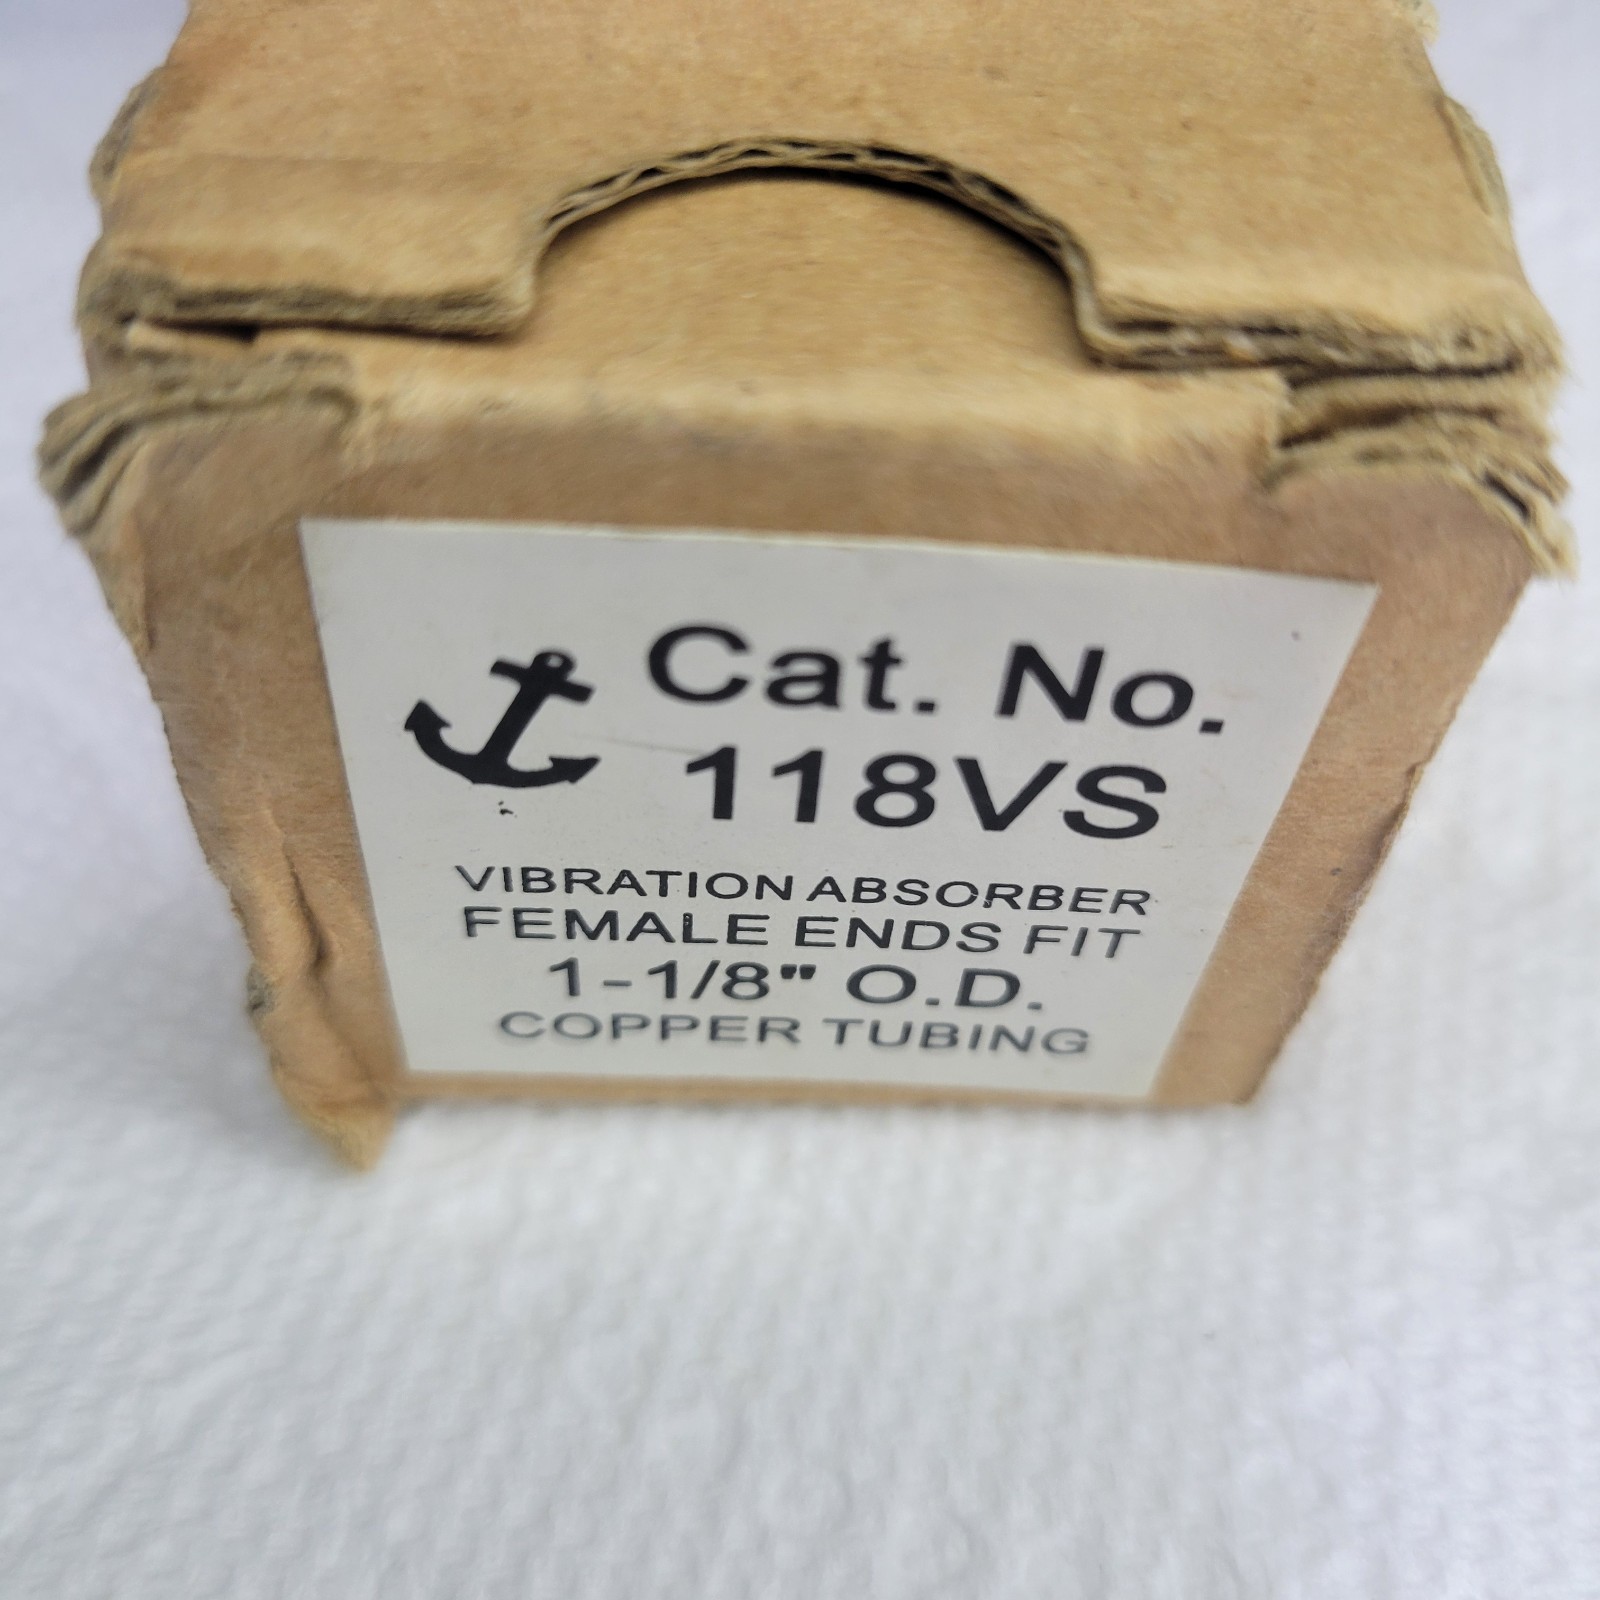 Cat. No.
118VS
VIBRATION ABSORBER
FEMALE ENDS FIT
1-1/8" O.D.
COPPER TUBING